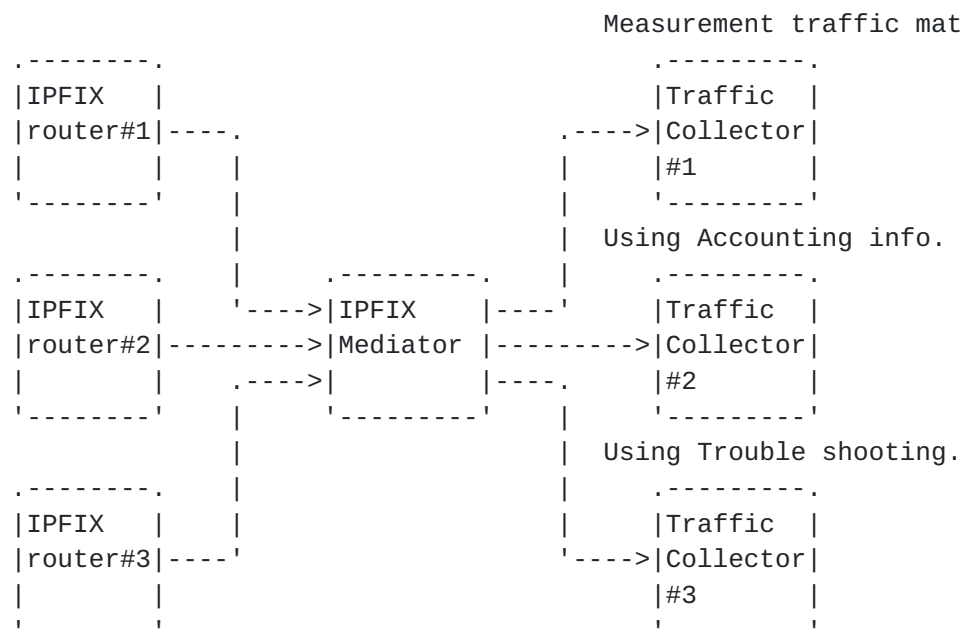 Measurement traffic mat
.--------.                                .---------.
|IPFIX   |                                |Traffic  |
|router#1|----.                     .---->|Collector|
|        |    |                     |     |#1       |
'--------'    |                     |     '---------'
              |                     |  Using Accounting info.
.--------.    |     .---------.     |     .---------.
|IPFIX   |    '---->|IPFIX    |----'      |Traffic  |
|router#2|--------->|Mediator |---------->|Collector|
|        |    .---->|         |----.      |#2       |
'--------'    |     '---------'     |     '---------'
              |                     |  Using Trouble shooting.
.--------.    |                     |     .---------.
|IPFIX   |    |                     |     |Traffic  |
|router#3|----'                     '---->|Collector|
|        |                                |#3       |
'        '                                '         '